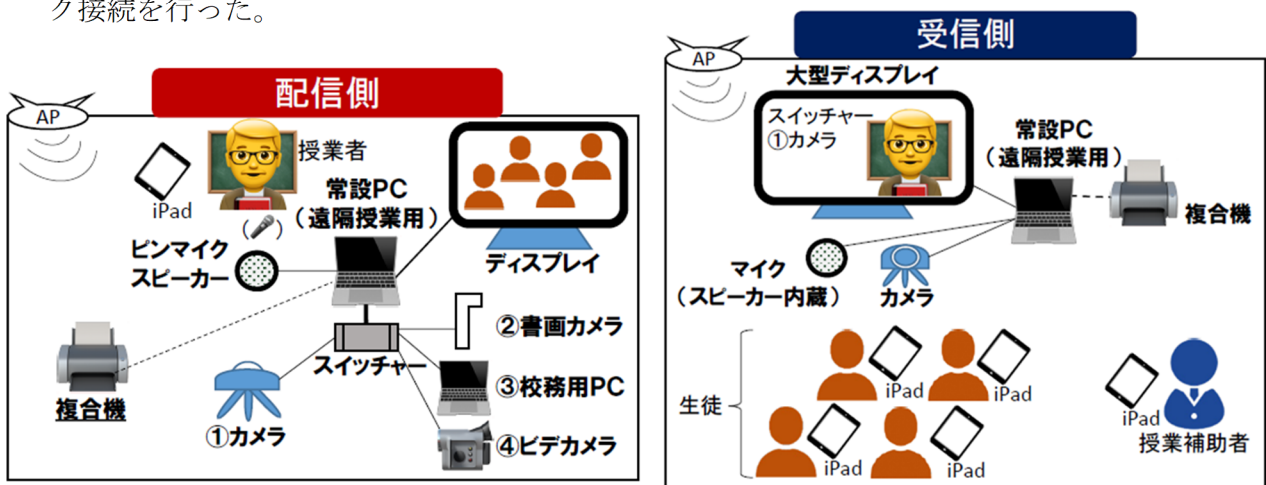 ク接続を行った。
配信側
AP
授業者
iPad
常設PC
(遠隔授業用)
(🎤)
ピンマイク
スピーカー
ディスプレイ
②書画カメラ
スイッチャー
③校務用PC
複合機
①カメラ
④ビデカメラ
受信側
AP
大型ディスプレイ
スイッチャー
①カメラ
常設PC
(遠隔授業用)
複合機
マイク
(スピーカー内蔵)
カメラ
生徒
iPad
iPad
iPad
iPad
iPad
授業補助者